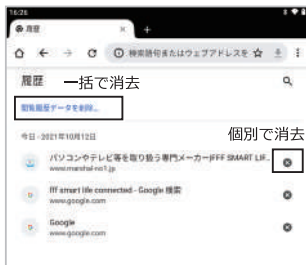 16:26
履歴
検索語句またはウェブアドレスを
履歴 一括で消去
閲覧履歴データを削除...
今日 - 2021年10月12日
個別で消去
パソコンやテレビ等を取り扱う専門メーカー|FFF SMART LIF...
www.marshal-no1.jp
fff smart life connected - Google 検索
www.google.com
Google
www.google.com